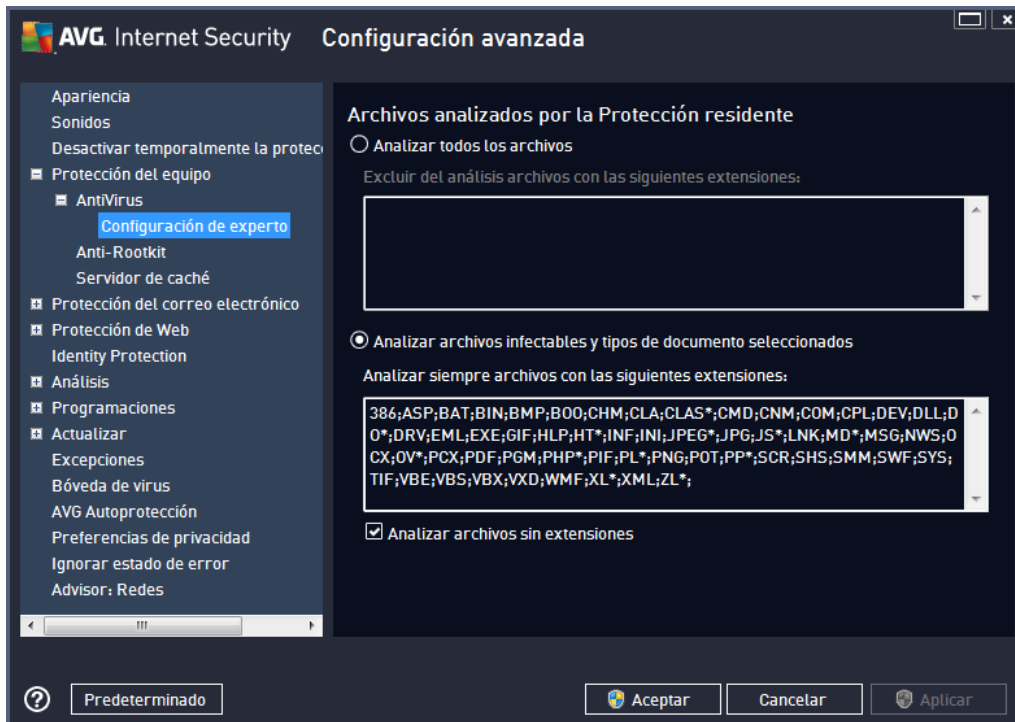 AVG. Internet Security
Configuración avanzada
Apariencia
Sonidos
Desactivar temporalmente la protec
Protección del equipo
AntiVirus
Configuración de experto
Anti-Rootkit
Servidor de caché
Protección del correo electrónico
Protección de Web
Identity Protection
Análisis
Programaciones
Actualizar
Excepciones
Bóveda de virus
AVG Autoprotección
Preferencias de privacidad
Ignorar estado de error
Advisor: Redes
Archivos analizados por la Protección residente
Analizar todos los archivos
Excluir del análisis archivos con las siguientes extensiones:
Analizar archivos infectables y tipos de documento seleccionados
Analizar siempre archivos con las siguientes extensiones:
386;ASP;BAT;BIN;BMP;BOO;CHM;CLA;CLAS*;CMD;CNM;COM;CPL;DEV;DLL;D
O*;DRV;EML;EXE;GIF;HLP;HT*;INF;INI;JPEG*;JPG;JS*;LNK;MD*;MSG;NWS;O
CX;OV*;PCX;PDF;PGM;PHP*;PIF;PL*;PNG;POT;PP*;SCR;SHS;SMM;SWF;SYS;
TIF;VBE;VBS;VBX;VXD;WMF;XL*;XML;ZL*;
Analizar archivos sin extensiones
Predeterminado
Aceptar
Cancelar
Aplicar